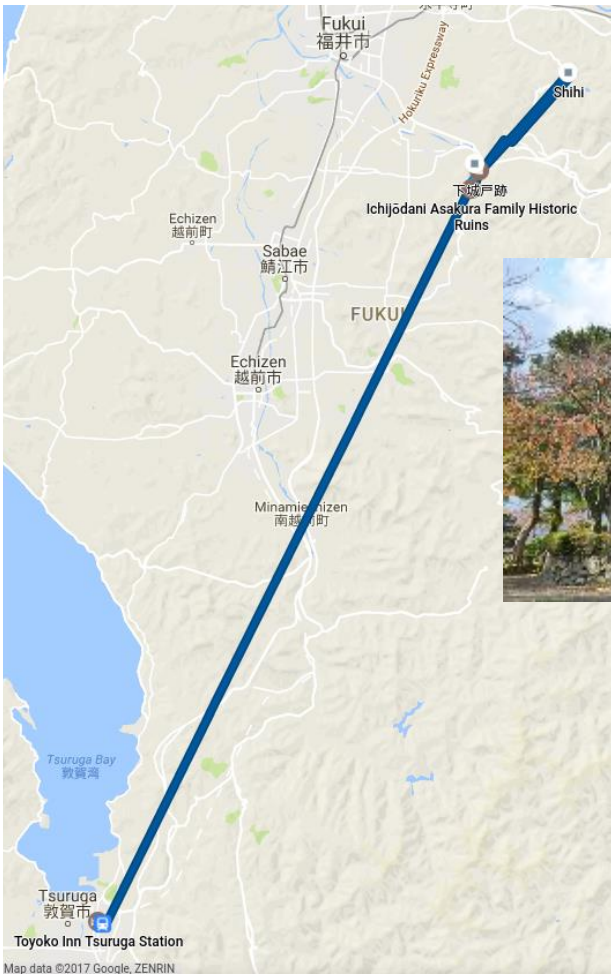 Fukui
福井市
Hokuriku Expressway
Shihi
下城戸跡
Ichijōdani Asakura Family Historic
Ruins
Echizen
越前町
Sabae
鯖江市
FUKUI
Echizen
越前市
Minamiechizen
南越前町
Tsuruga Bay
敦賀湾
Tsuruga
敦賀市
Toyoko Inn Tsuruga Station
Map data ©2017 Google, ZENRIN